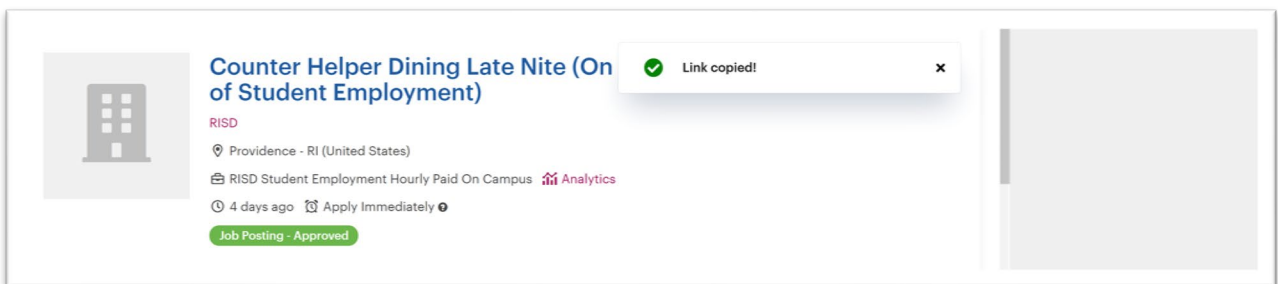 Counter Helper Dining Late Nite (On
of Student Employment)
Link copied!
RISD
Providence - RI (United States)
RISD Student Employment Hourly Paid On Campus Analytics
4 days ago Apply Immediately
Job Posting - Approved